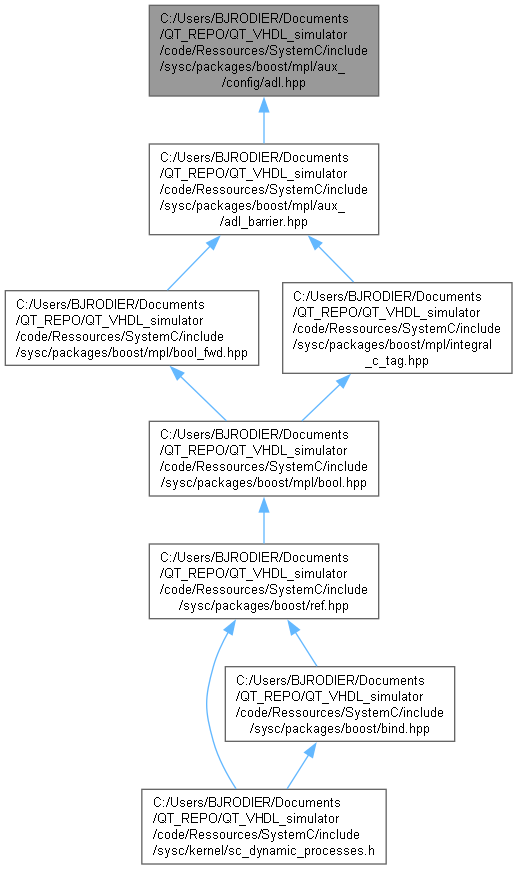 C:/Users/BJRODIER/Documents
/QT_REPO/QT_VHDL_simulator
/code/Ressources/SystemC/include
/sysc/packages/boost/mpl/aux_
/config/adl.hpp
C:/Users/BJRODIER/Documents
/QT_REPO/QT_VHDL_simulator
/code/Ressources/SystemC/include
/sysc/packages/boost/mpl/aux_
/adl_barrier.hpp
C:/Users/BJRODIER/Documents
/QT_REPO/QT_VHDL_simulator
/code/Ressources/SystemC/include
/sysc/packages/boost/mpl/bool_fwd.hpp
C:/Users/BJRODIER/Documents
/QT_REPO/QT_VHDL_simulator
/code/Ressources/SystemC/include
/sysc/packages/boost/mpl/integral
_c_tag.hpp
C:/Users/BJRODIER/Documents
/QT_REPO/QT_VHDL_simulator
/code/Ressources/SystemC/include
/sysc/packages/boost/mpl/bool.hpp
C:/Users/BJRODIER/Documents
/QT_REPO/QT_VHDL_simulator
/code/Ressources/SystemC/include
/sysc/packages/boost/ref.hpp
C:/Users/BJRODIER/Documents
/QT_REPO/QT_VHDL_simulator
/code/Ressources/SystemC/include
/sysc/packages/boost/bind.hpp
C:/Users/BJRODIER/Documents
/QT_REPO/QT_VHDL_simulator
/code/Ressources/SystemC/include
/sysc/kernel/sc_dynamic_processes.h